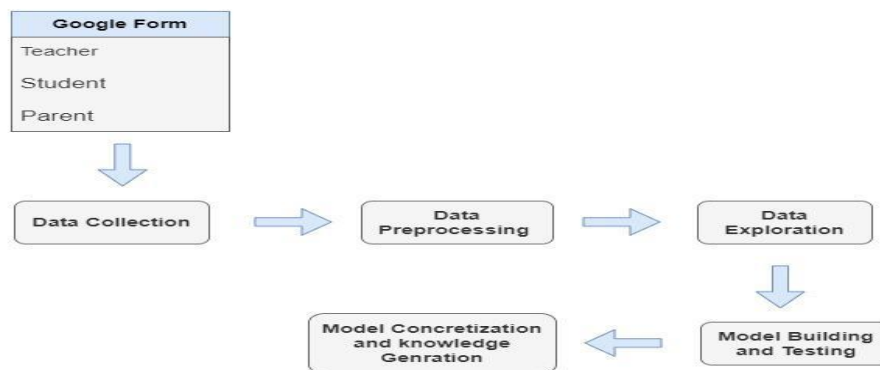 Google Form
Teacher
Student
Parent
Data Collection
Data
Preprocessing
Data
Exploration
Model Building
and Testing
Model Concretization
and knowledge
Genration